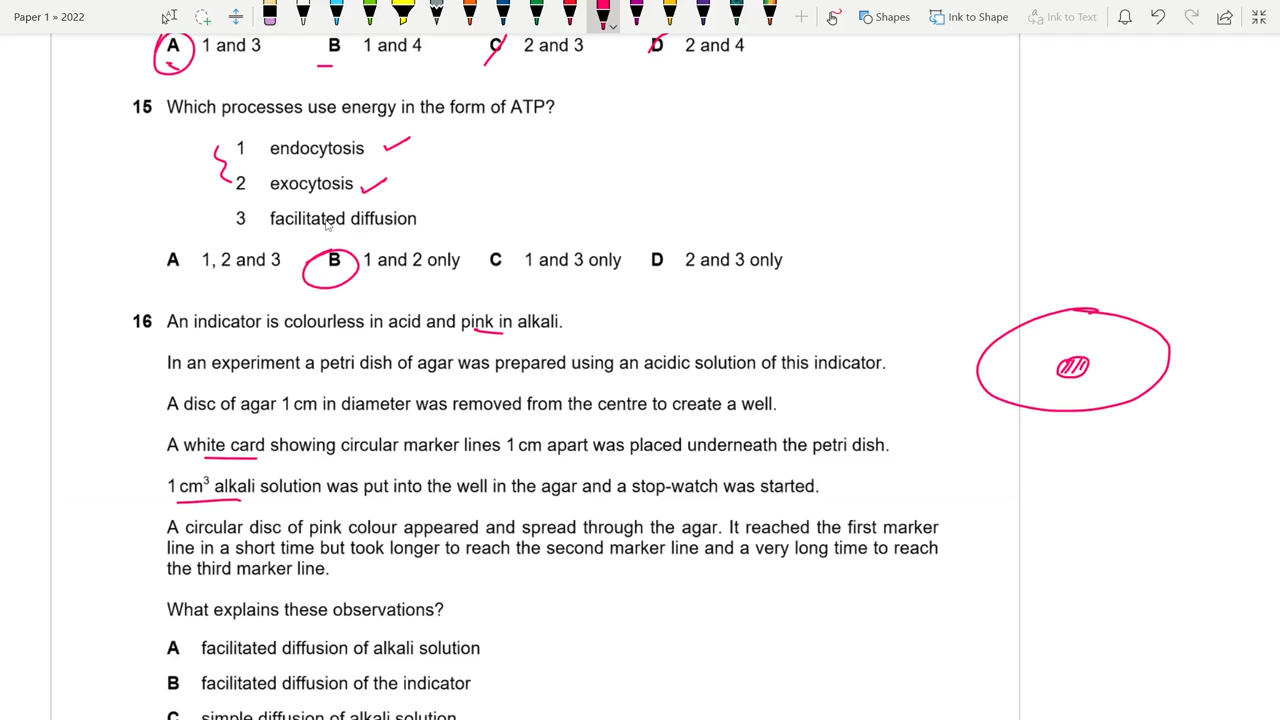 Paper 1 » 2022
Shapes
Ink to Shape
Ink to Text
A 1 and 3 B 1 and 4 C 2 and 3 D 2 and 4
15 Which processes use energy in the form of ATP?
1 endocytosis
2 exocytosis
3 facilitated diffusion
A 1, 2 and 3 B 1 and 2 only C 1 and 3 only D 2 and 3 only
16 An indicator is colourless in acid and pink in alkali.
In an experiment a petri dish of agar was prepared using an acidic solution of this indicator.
A disc of agar 1 cm in diameter was removed from the centre to create a well.
A white card showing circular marker lines 1 cm apart was placed underneath the petri dish.
1 cm³ alkali solution was put into the well in the agar and a stop-watch was started.
A circular disc of pink colour appeared and spread through the agar. It reached the first marker
line in a short time but took longer to reach the second marker line and a very long time to reach
the third marker line.
What explains these observations?
A facilitated diffusion of alkali solution
B facilitated diffusion of the indicator
C simple diffusion of alkali solution